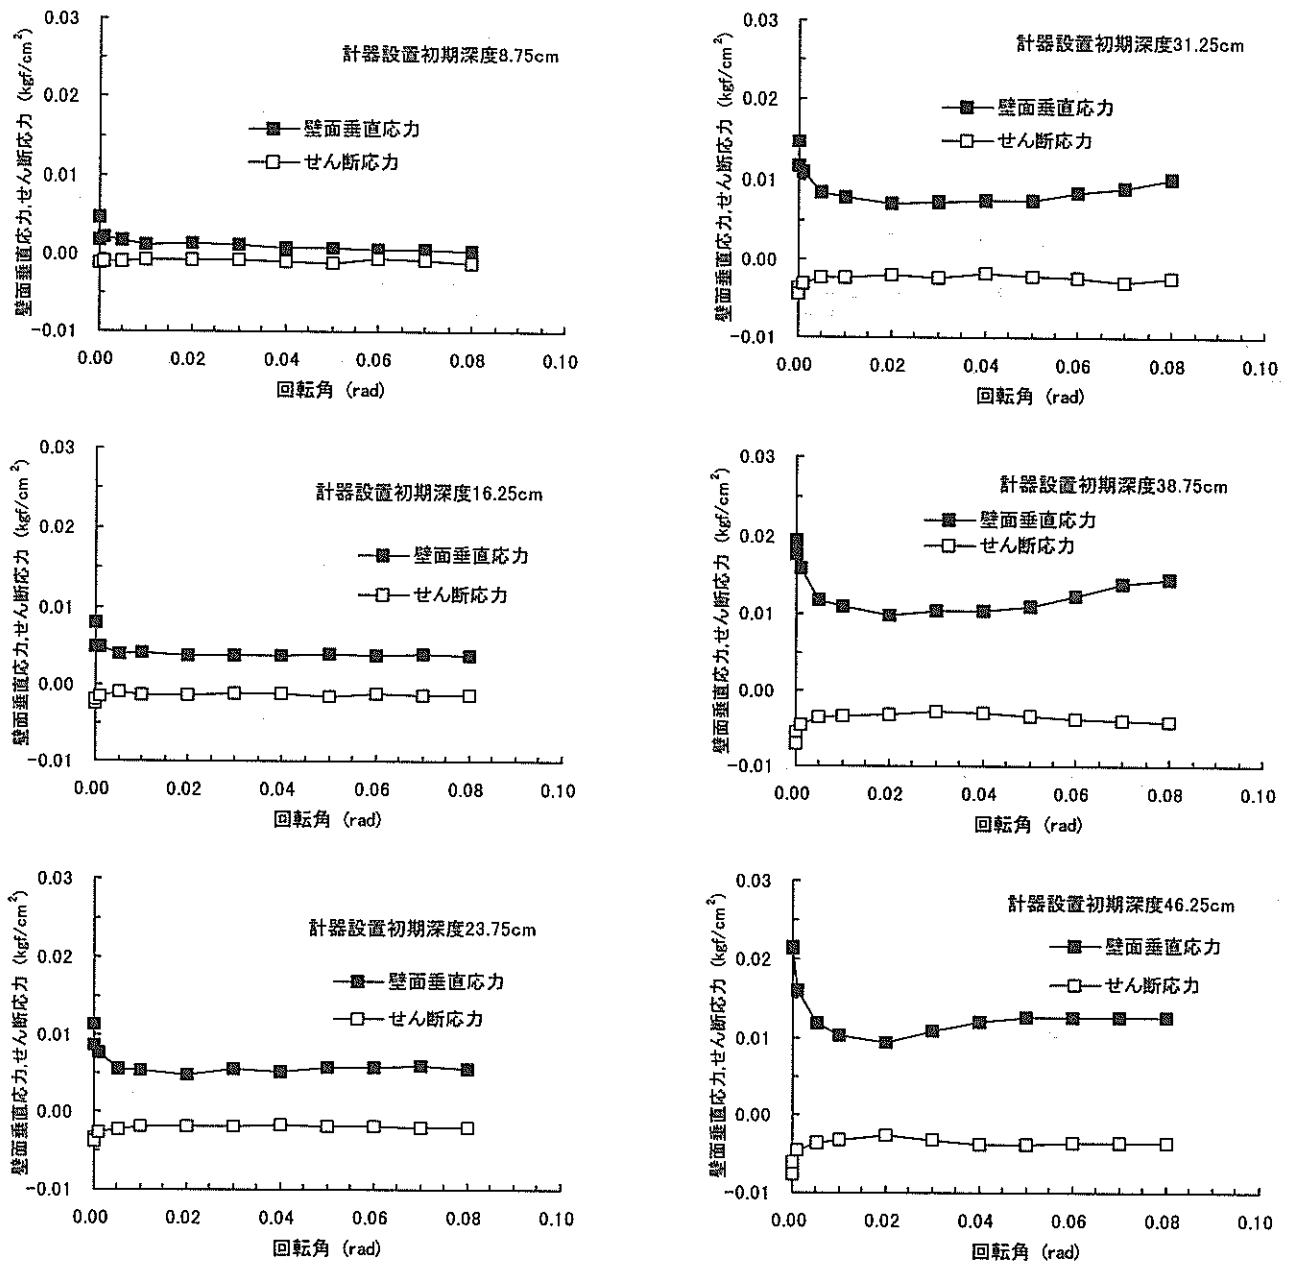 0.03
計器設置初期深度8.75cm
0.02
壁面垂直応力
せん断応力
0.01
0.00
-0.01
壁面垂直応力,せん断応力 (kgf/cm²)
0.00 0.02 0.04 0.06 0.08 0.10
回転角 (rad)
0.03
計器設置初期深度31.25cm
0.02
壁面垂直応力
せん断応力
0.01
0.00
-0.01
壁面垂直応力,せん断応力 (kgf/cm²)
0.00 0.02 0.04 0.06 0.08 0.10
回転角 (rad)
0.03
計器設置初期深度16.25cm
0.02
壁面垂直応力
せん断応力
0.01
0.00
-0.01
壁面垂直応力,せん断応力 (kgf/cm²)
0.00 0.02 0.04 0.06 0.08 0.10
回転角 (rad)
0.03
計器設置初期深度38.75cm
0.02
壁面垂直応力
せん断応力
0.01
0.00
-0.01
壁面垂直応力,せん断応力 (kgf/cm²)
0.00 0.02 0.04 0.06 0.08 0.10
回転角 (rad)
0.03
計器設置初期深度23.75cm
0.02
壁面垂直応力
せん断応力
0.01
0.00
-0.01
壁面垂直応力,せん断応力 (kgf/cm²)
0.00 0.02 0.04 0.06 0.08 0.10
回転角 (rad)
0.03
計器設置初期深度46.25cm
0.02
壁面垂直応力
せん断応力
0.01
0.00
-0.01
壁面垂直応力,せん断応力 (kgf/cm²)
0.00 0.02 0.04 0.06 0.08 0.10
回転角 (rad)